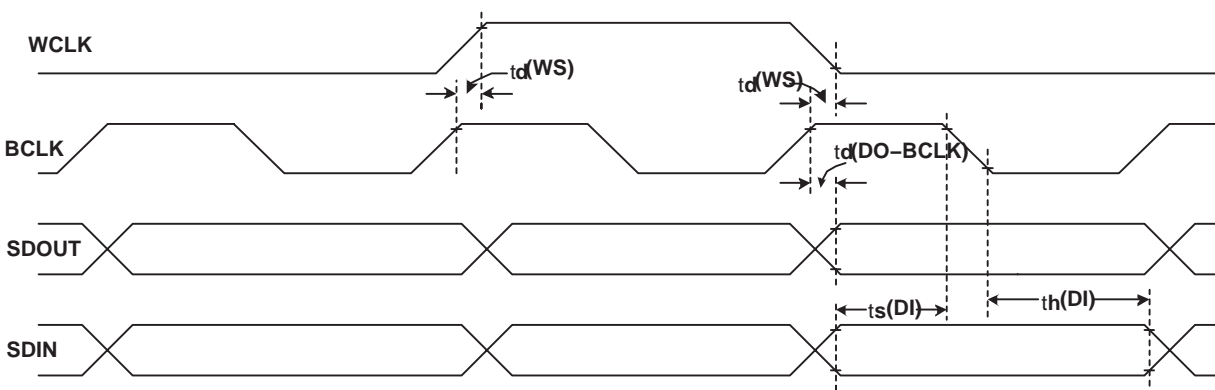 WCLK
td(WS)
td(WS)
BCLK
td(DO–BCLK)
SDOUT
ts(DI)
th(DI)
SDIN